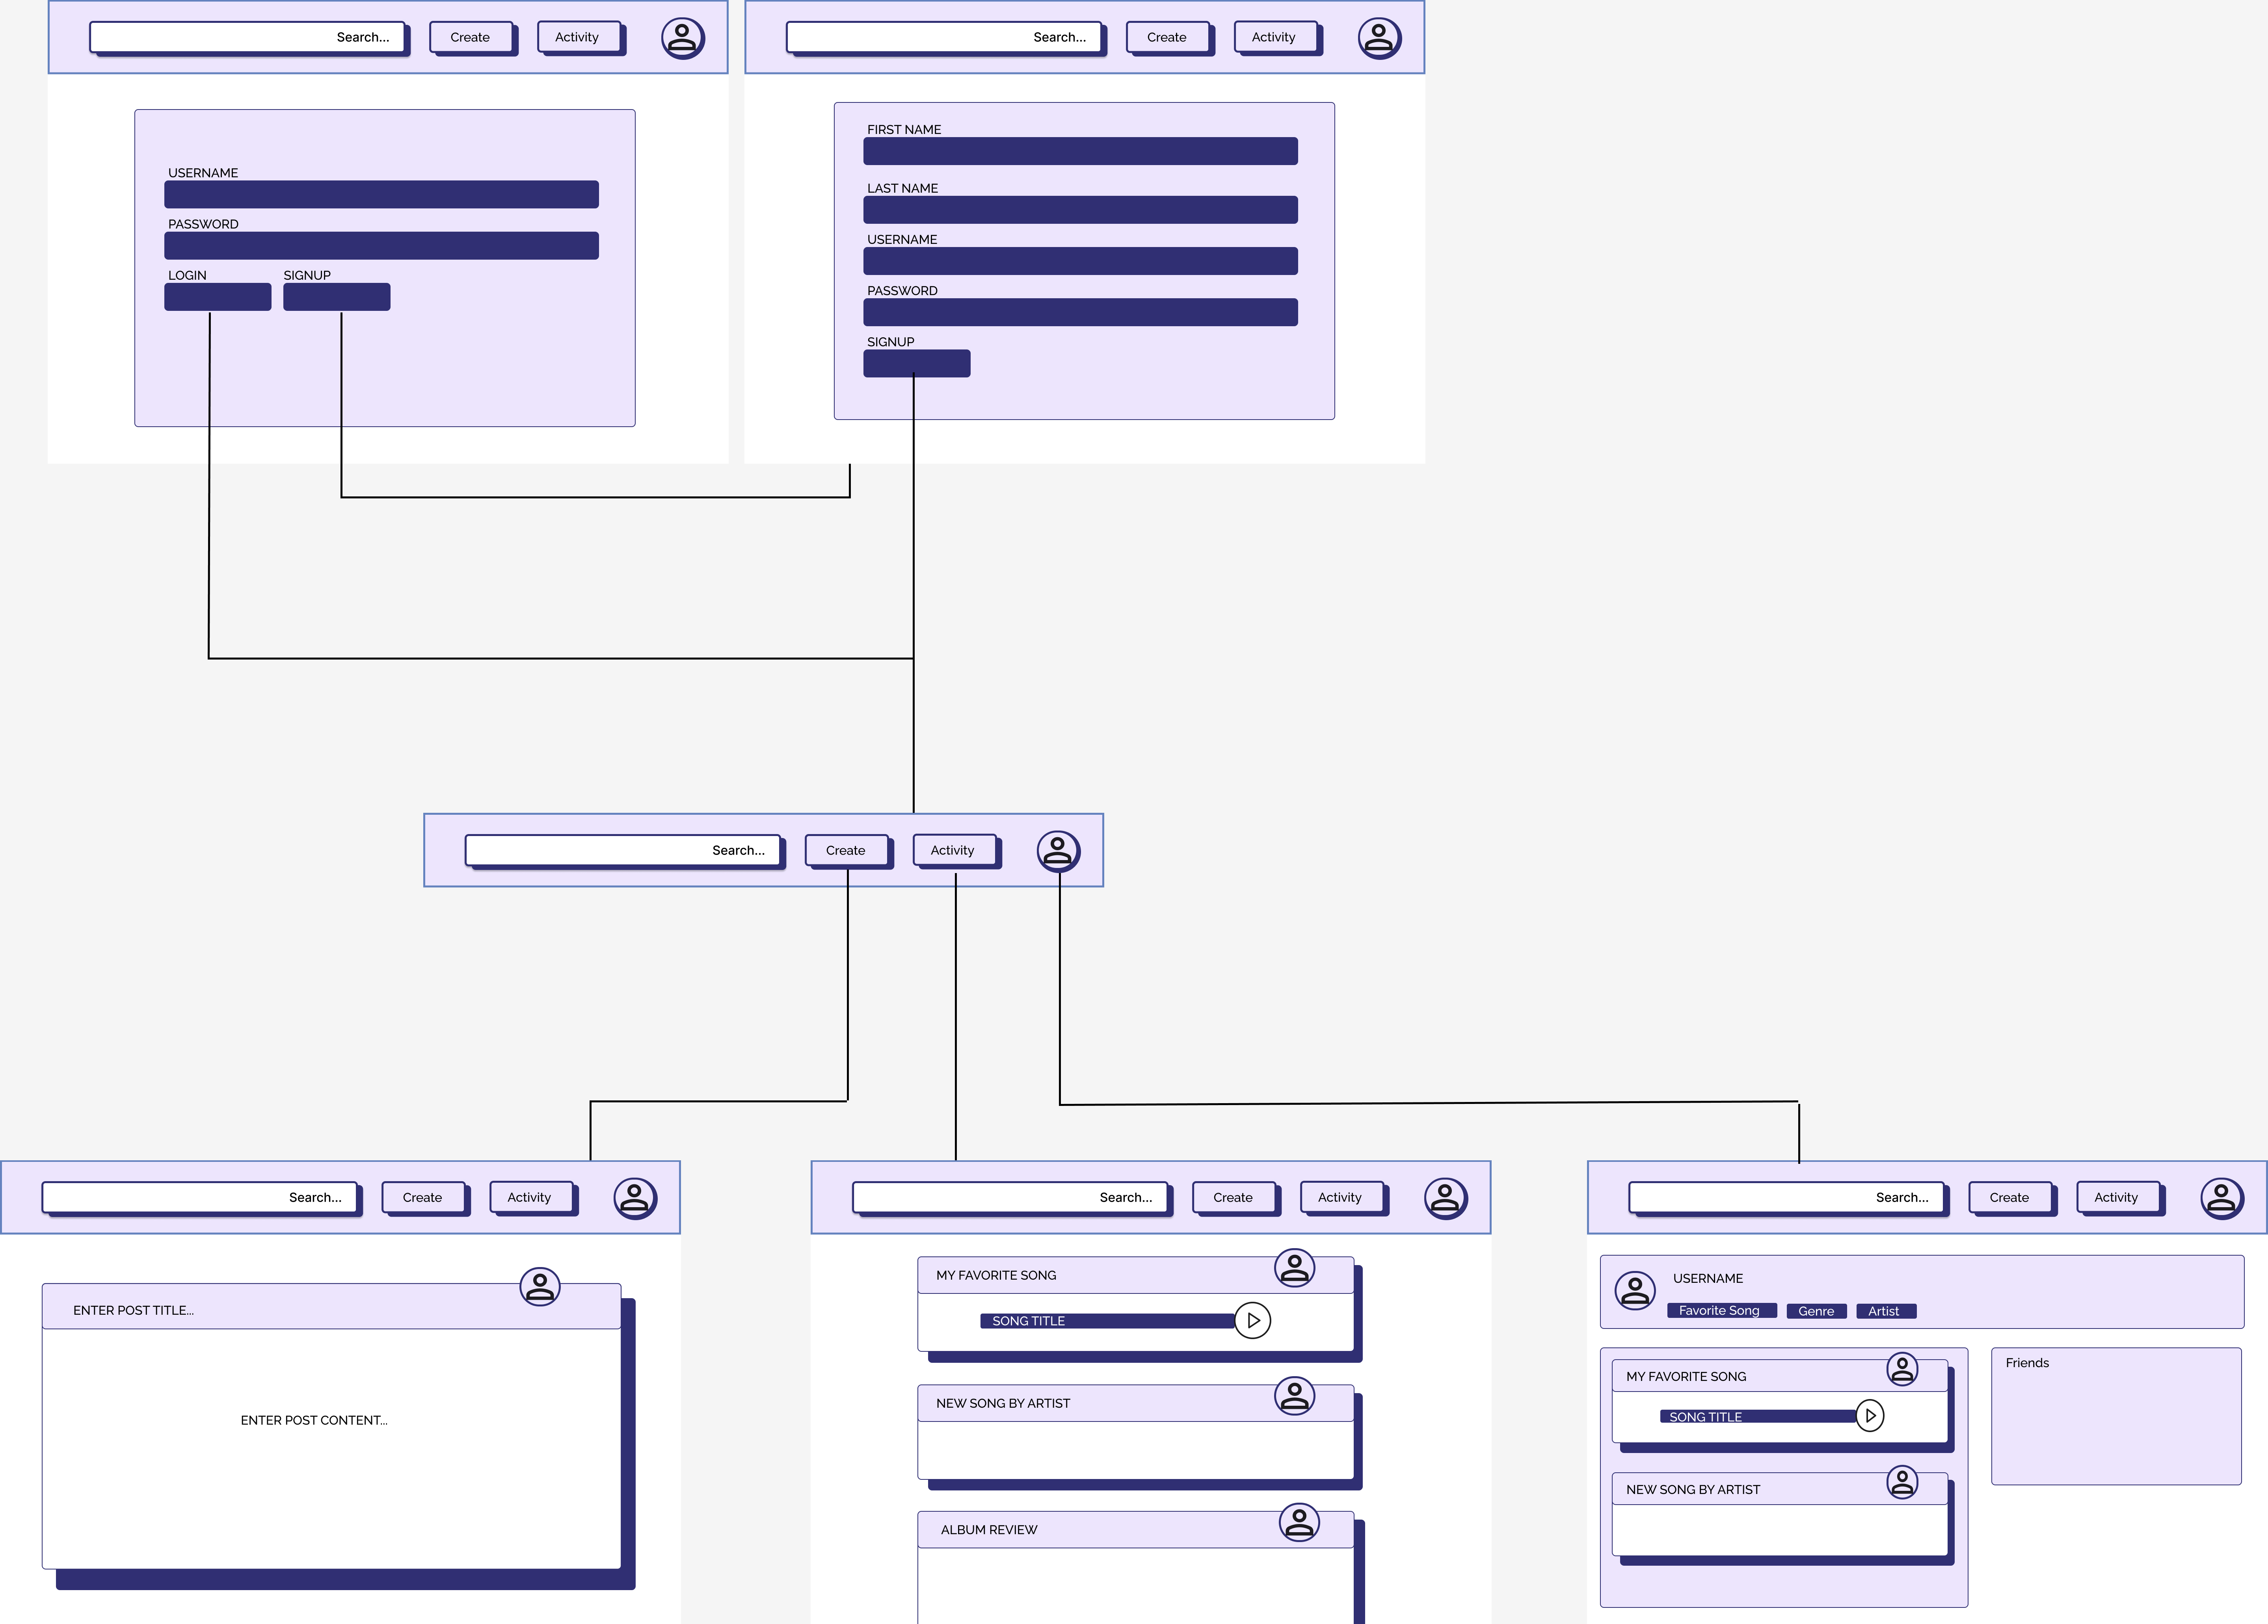 Search...
Create
Activity
USERNAME
PASSWORD
LOGIN
SIGNUP
Search...
Create
Activity
FIRST NAME
LAST NAME
USERNAME
PASSWORD
SIGNUP
Search...
Create
Activity
Search...
Create
Activity
ENTER POST TITLE...
ENTER POST CONTENT...
Search...
Create
Activity
MY FAVORITE SONG
SONG TITLE
NEW SONG BY ARTIST
ALBUM REVIEW
Search...
Create
Activity
USERNAME
Favorite Song
Genre
Artist
MY FAVORITE SONG
SONG TITLE
NEW SONG BY ARTIST
Friends